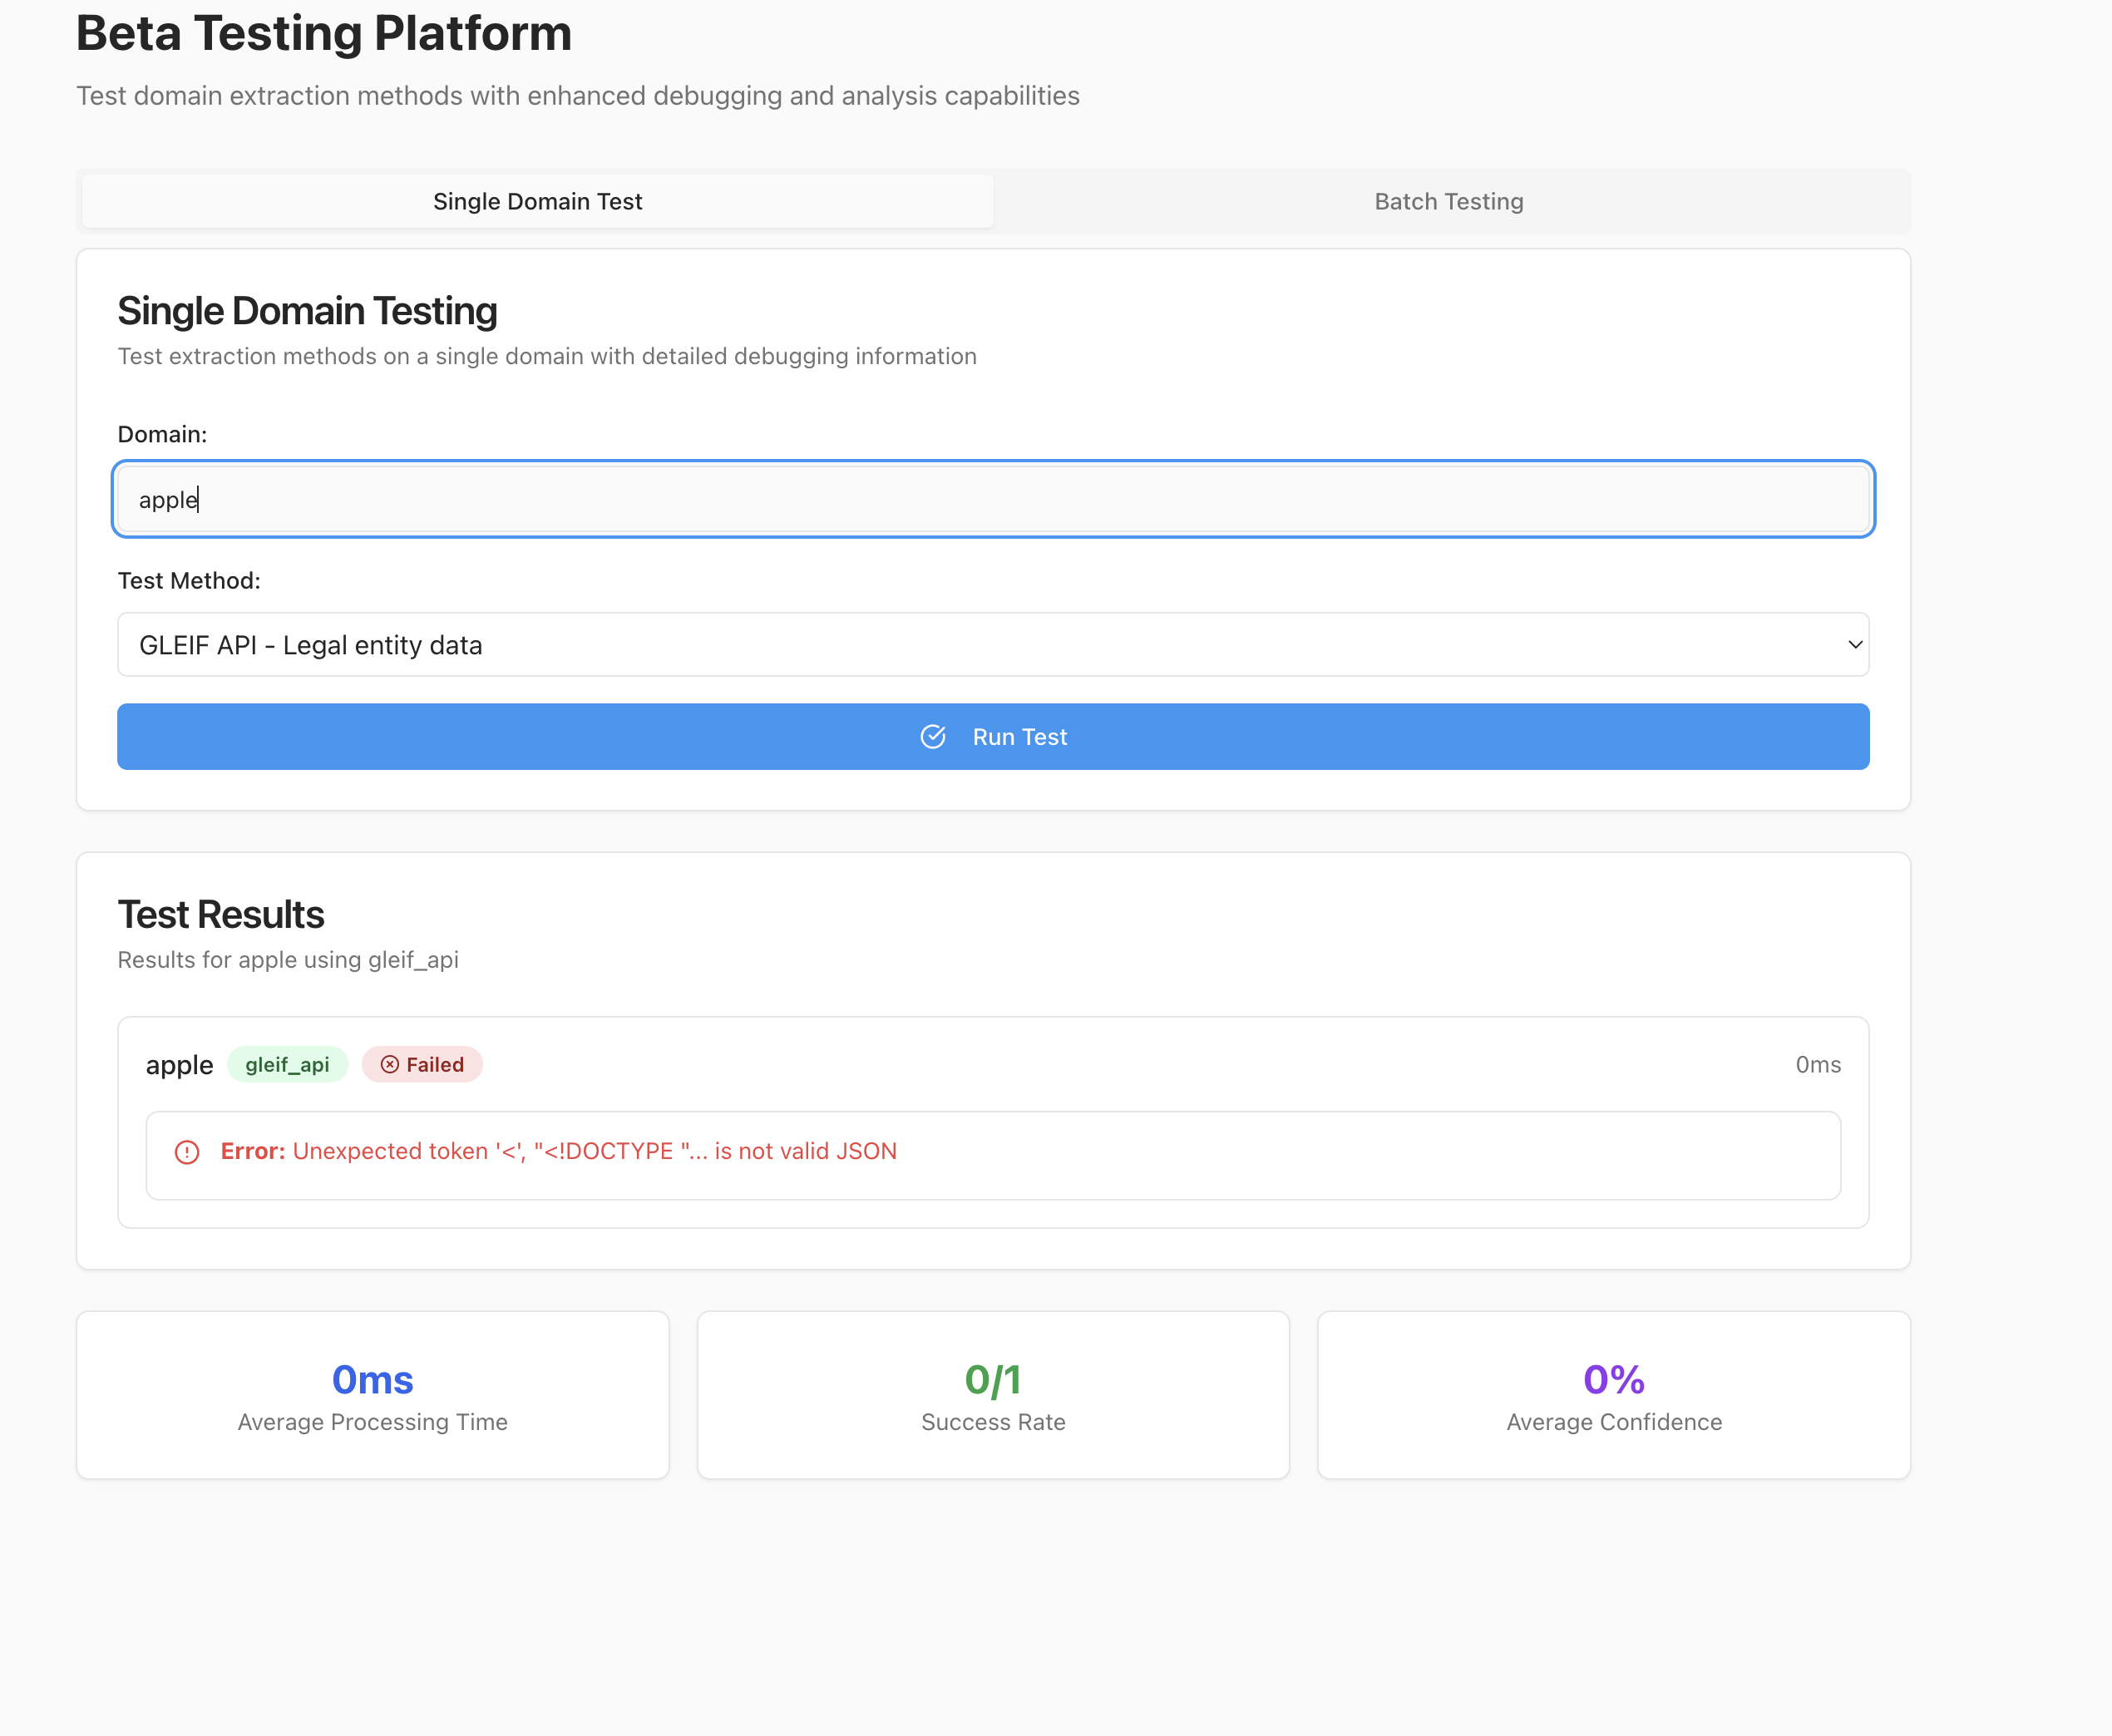 Beta Testing Platform
Test domain extraction methods with enhanced debugging and analysis capabilities
Single Domain Test
Batch Testing
Single Domain Testing
Test extraction methods on a single domain with detailed debugging information
Domain:
apple
Test Method:
GLEIF API - Legal entity data
Run Test
Test Results
Results for apple using gleif_api
apple gleif_api Failed 0ms
Error: Unexpected token '<', "<!DOCTYPE "... is not valid JSON
0ms
Average Processing Time
0/1
Success Rate
0%
Average Confidence